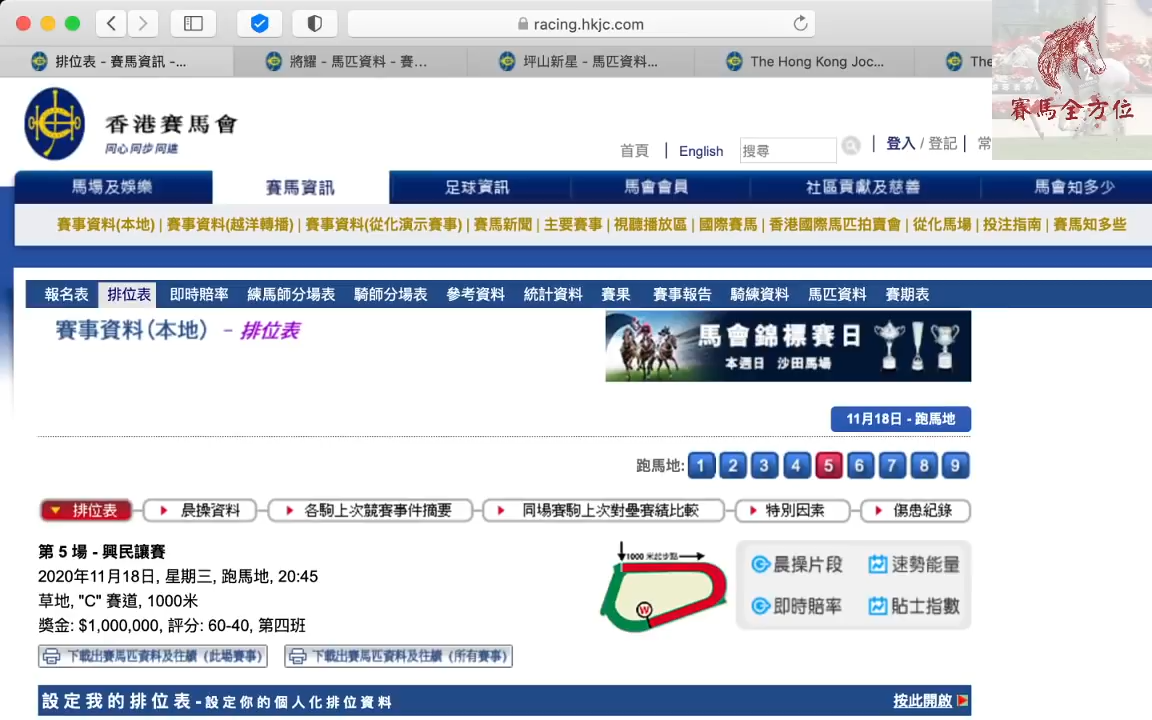 racing.hkjc.com
排位表 - 賽馬資訊 -...
將耀 - 馬匹資料 - 賽...
坪山新星 - 馬匹資料...
The Hong Kong Joc...
The
賽馬全方位
香港賽馬會
同心同步同進
首頁 | English 搜尋 | 登入 / 登記 | 常
馬場及娛樂 賽馬資訊 足球資訊 馬會會員 社區貢獻及慈善 馬會知多少
賽事資料(本地) | 賽事資料(越洋轉播) | 賽事資料(從化演示賽事) | 賽馬新聞 | 主要賽事 | 視聽播放區 | 國際賽馬 | 香港國際馬匹拍賣會 | 從化馬場 | 投注指南 | 賽馬知多些
報名表 排位表 即時賠率 練馬師分場表 騎師分場表 參考資料 統計資料 賽果 賽事報告 騎練資料 馬匹資料 賽期表
賽事資料(本地) - 排位表
馬會錦標賽日
本週日 沙田馬場
11月18日 - 跑馬地
跑馬地: 1 2 3 4 5 6 7 8 9
排位表 晨操資料 各駒上次競賽事件摘要 同場賽駒上次對壘賽績比較 特別因素 傷患紀錄
第 5 場 - 興民讓賽
2020年11月18日, 星期三, 跑馬地, 20:45
草地, "C" 賽道, 1000米
獎金: $1,000,000, 評分: 60-40, 第四班
1000 米起步點
W
晨操片段 速勢能量
即時賠率 貼士指數
下載出賽馬匹資料及往績 (此場賽事) 下載出賽馬匹資料及往績 (所有賽事)
設定我的排位表 - 設定你的個人化排位資料 按此開啟